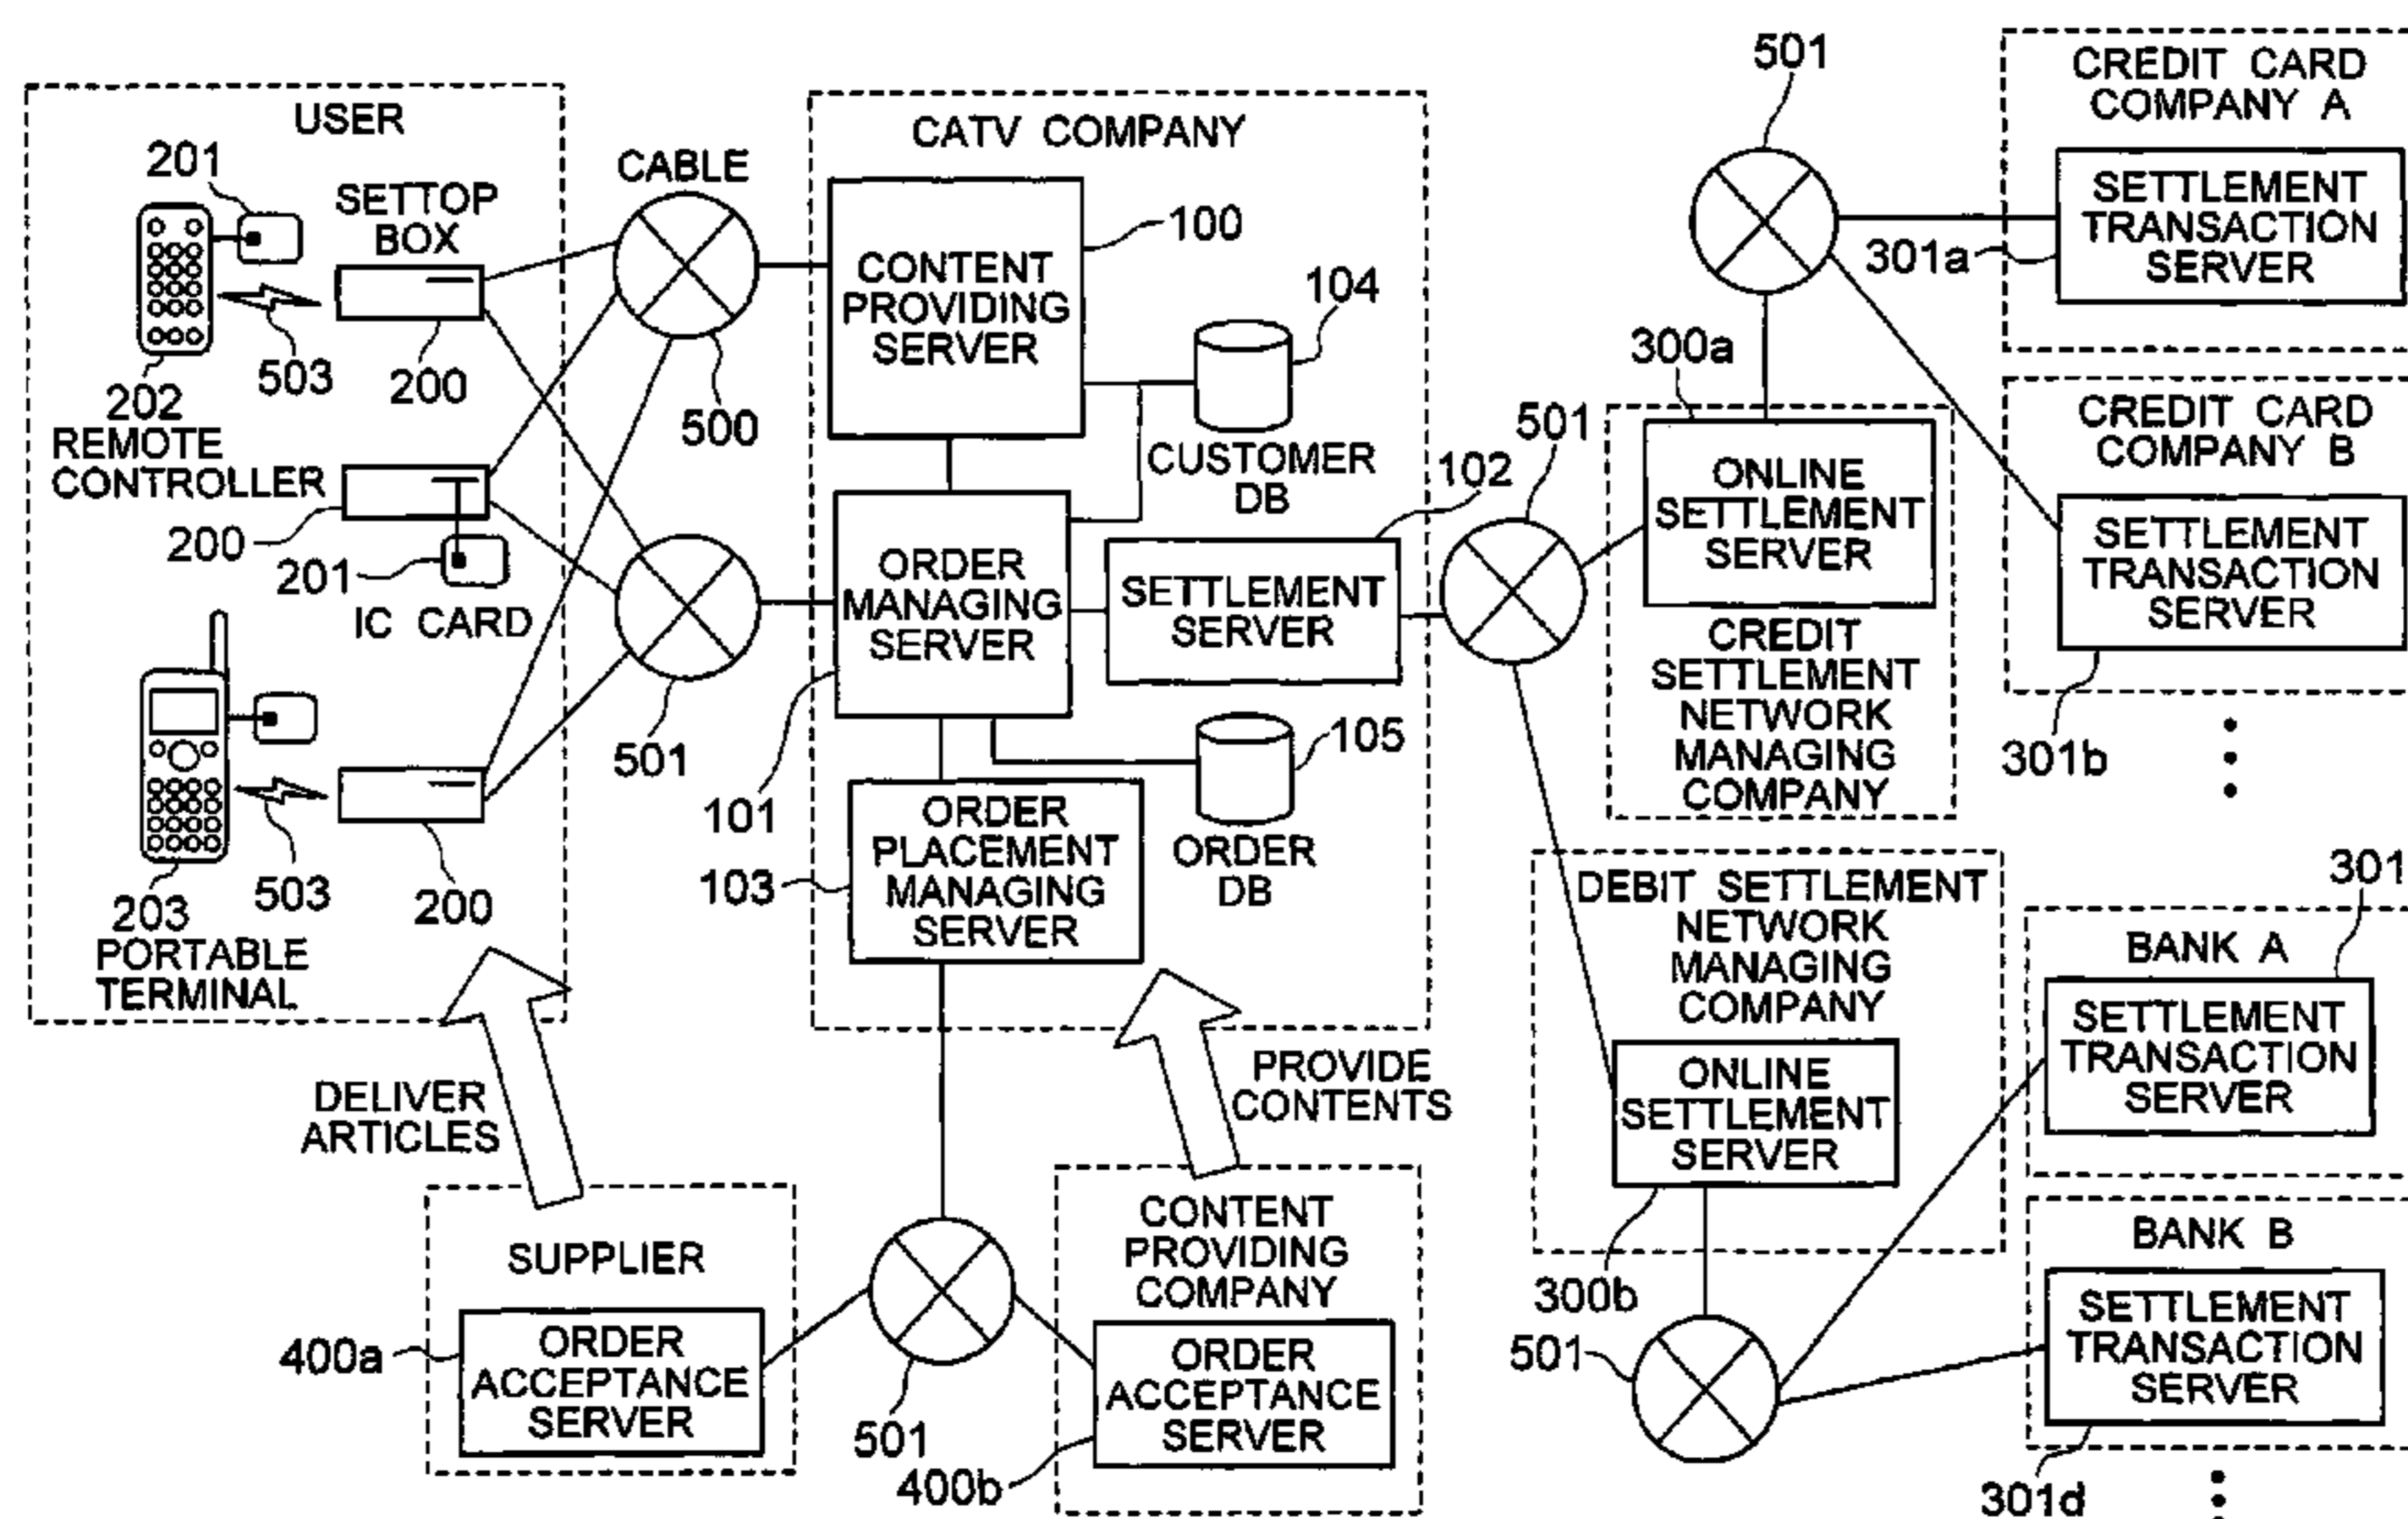 USER
201
SETTOP
BOX
202
REMOTE
CONTROLLER
503
200
200
201
IC CARD
203
PORTABLE
TERMINAL
503
200
CABLE
500
501
CATV COMPANY
CONTENT
PROVIDING
SERVER
100
104
CUSTOMER
DB
ORDER
MANAGING
SERVER
101
102
SETTLEMENT
SERVER
105
ORDER
DB
ORDER
PLACEMENT
MANAGING
SERVER
103
DELIVER
ARTICLES
PROVIDE
CONTENTS
SUPPLIER
400a
ORDER
ACCEPTANCE
SERVER
501
CONTENT
PROVIDING
COMPANY
ORDER
ACCEPTANCE
SERVER
400b
501
300a
ONLINE
SETTLEMENT
SERVER
CREDIT
SETTLEMENT
NETWORK
MANAGING
COMPANY
501
CREDIT CARD
COMPANY A
SETTLEMENT
TRANSACTION
SERVER
301a
CREDIT CARD
COMPANY B
SETTLEMENT
TRANSACTION
SERVER
301b
DEBIT SETTLEMENT
NETWORK
MANAGING
COMPANY
ONLINE
SETTLEMENT
SERVER
300b
501
301
BANK A
SETTLEMENT
TRANSACTION
SERVER
BANK B
SETTLEMENT
TRANSACTION
SERVER
301d